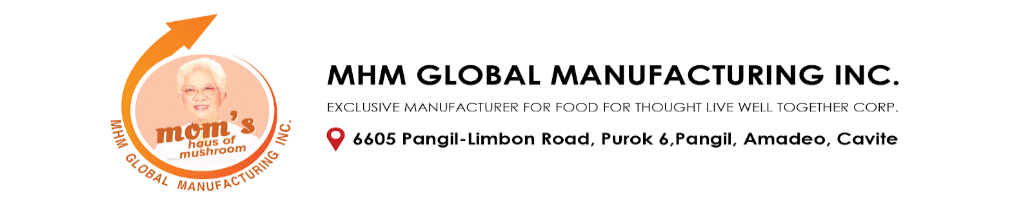 mom's
haus of
mushroom
MHM GLOBAL MANUFACTURING INC.
MHM GLOBAL MANUFACTURING INC.
EXCLUSIVE MANUFACTURER FOR FOOD FOR THOUGHT LIVE WELL TOGETHER CORP.
6605 Pangil-Limbon Road, Purok 6,Pangil, Amadeo, Cavite